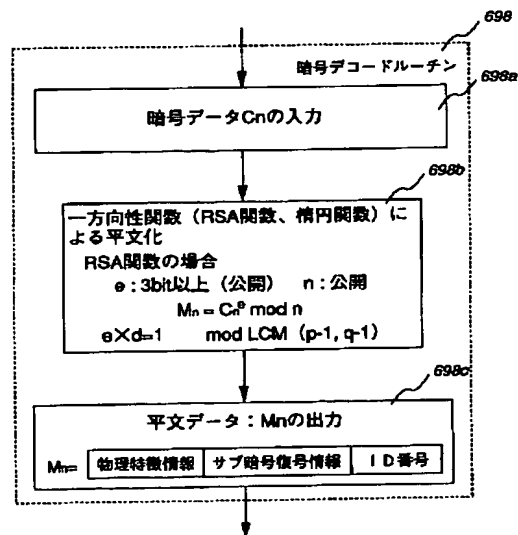 698
暗号デコードルーチン
698a
暗号データCnの入力
698b
一方向性関数（RSA関数、楕円関数）に
よる平文化
RSA関数の場合
e：3bit以上（公開） n：公開
Mn = Cn^e mod n
e×d=1 mod LCM (p-1, q-1)
698c
平文データ：Mnの出力
Mn= 物理特徴情報 サブ暗号復号情報 ID番号